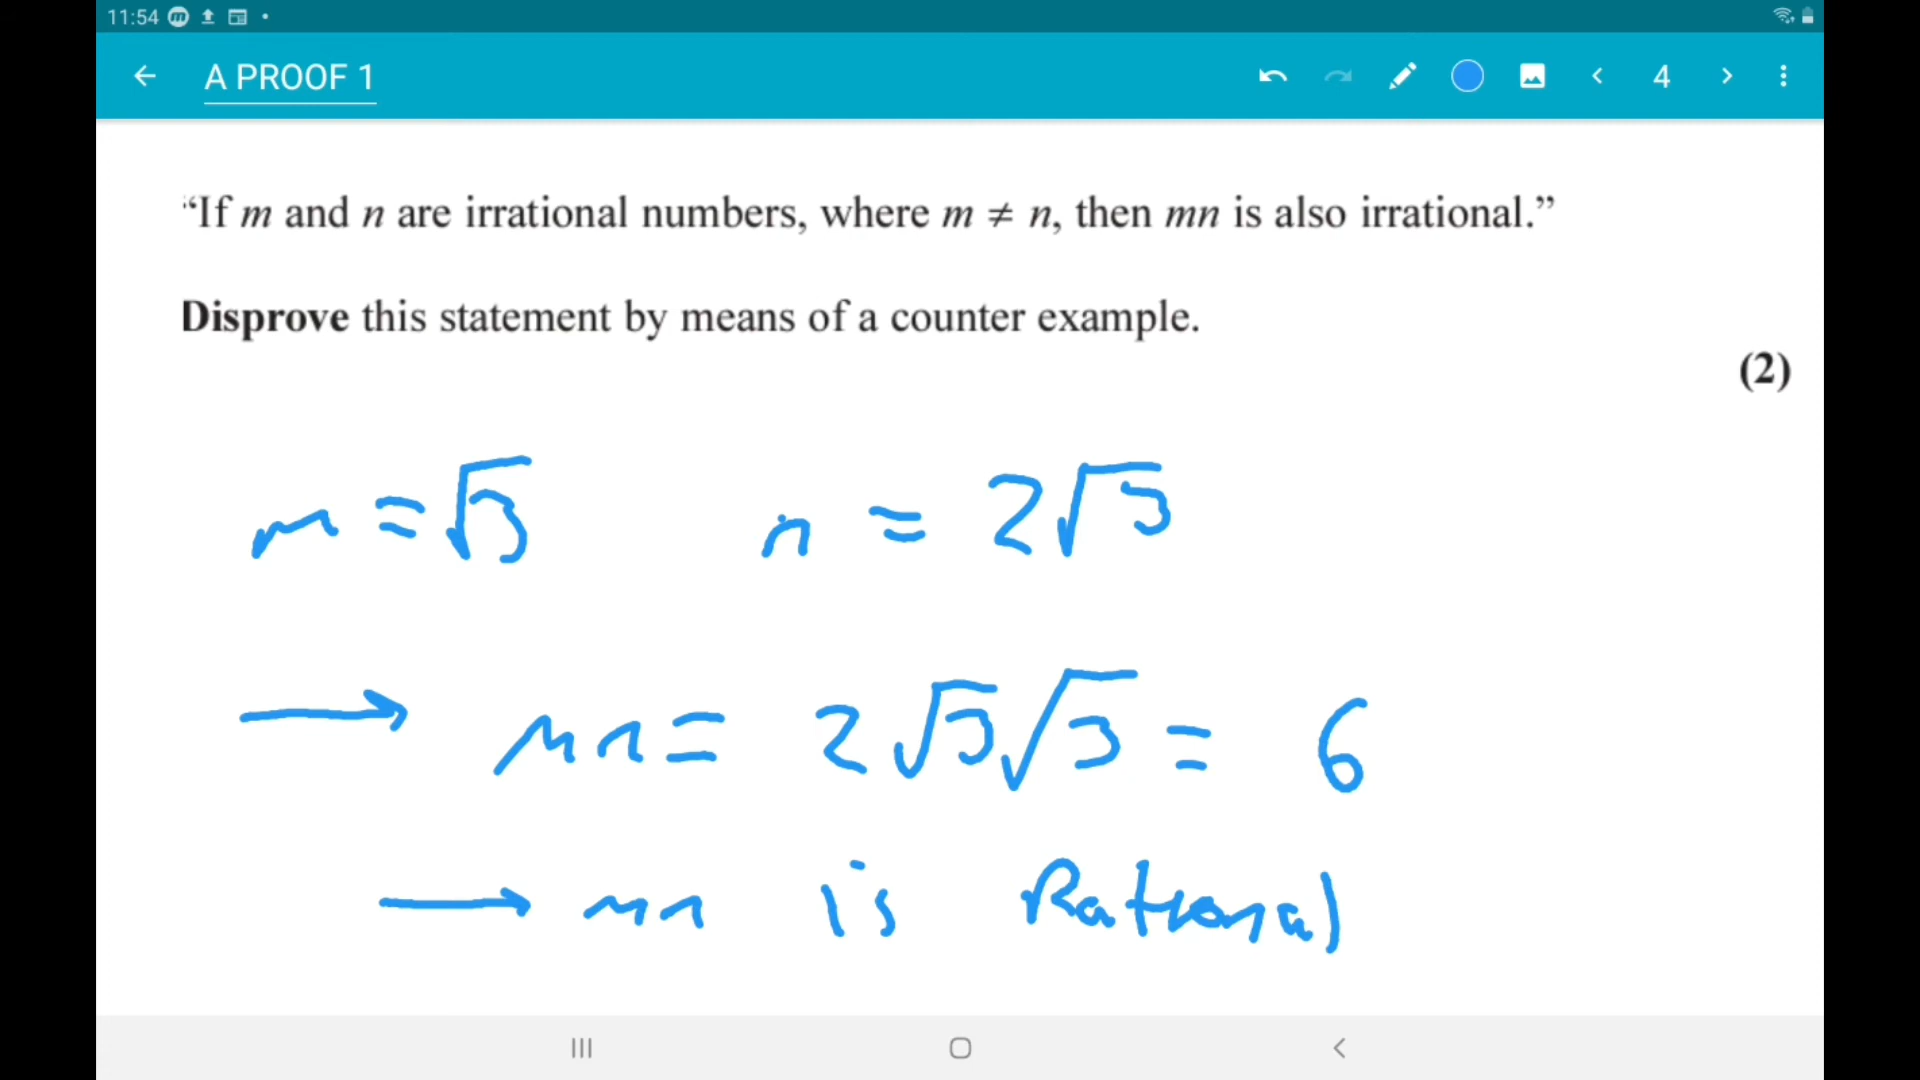 11:54
A PROOF 1
4
“If m and n are irrational numbers, where m ≠ n, then mn is also irrational.”
Disprove this statement by means of a counter example.
(2)
m = √3 n = 2√3
→ mn = 2√3√3 = 6
→ mn is Rational